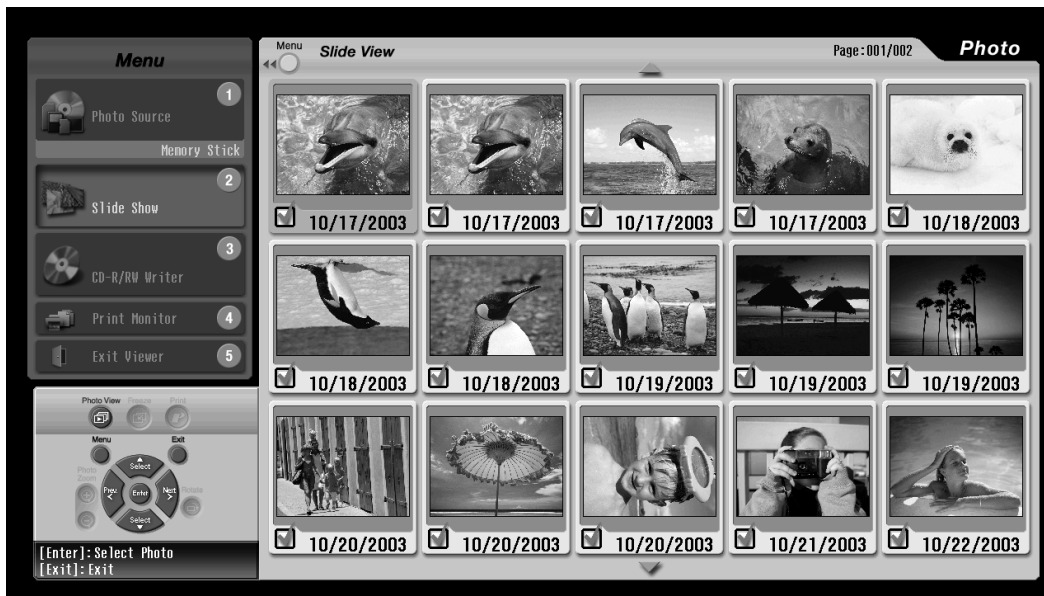 Menu
1
Photo Source
Memory Stick
2
Slide Show
3
CD-R/RW Writer
Print Monitor 4
Exit Viewer 5
Photo View Freeze Print
Menu Exit
Photo Zoom
Select
Prev. Enter Next Rotate
Select
[Enter]:Select Photo
[Exit]:Exit
Menu Slide View Page:001/002 Photo
10/17/2003 10/17/2003 10/17/2003 10/17/2003 10/18/2003
10/18/2003 10/18/2003 10/19/2003 10/19/2003 10/19/2003
10/20/2003 10/20/2003 10/20/2003 10/21/2003 10/22/2003